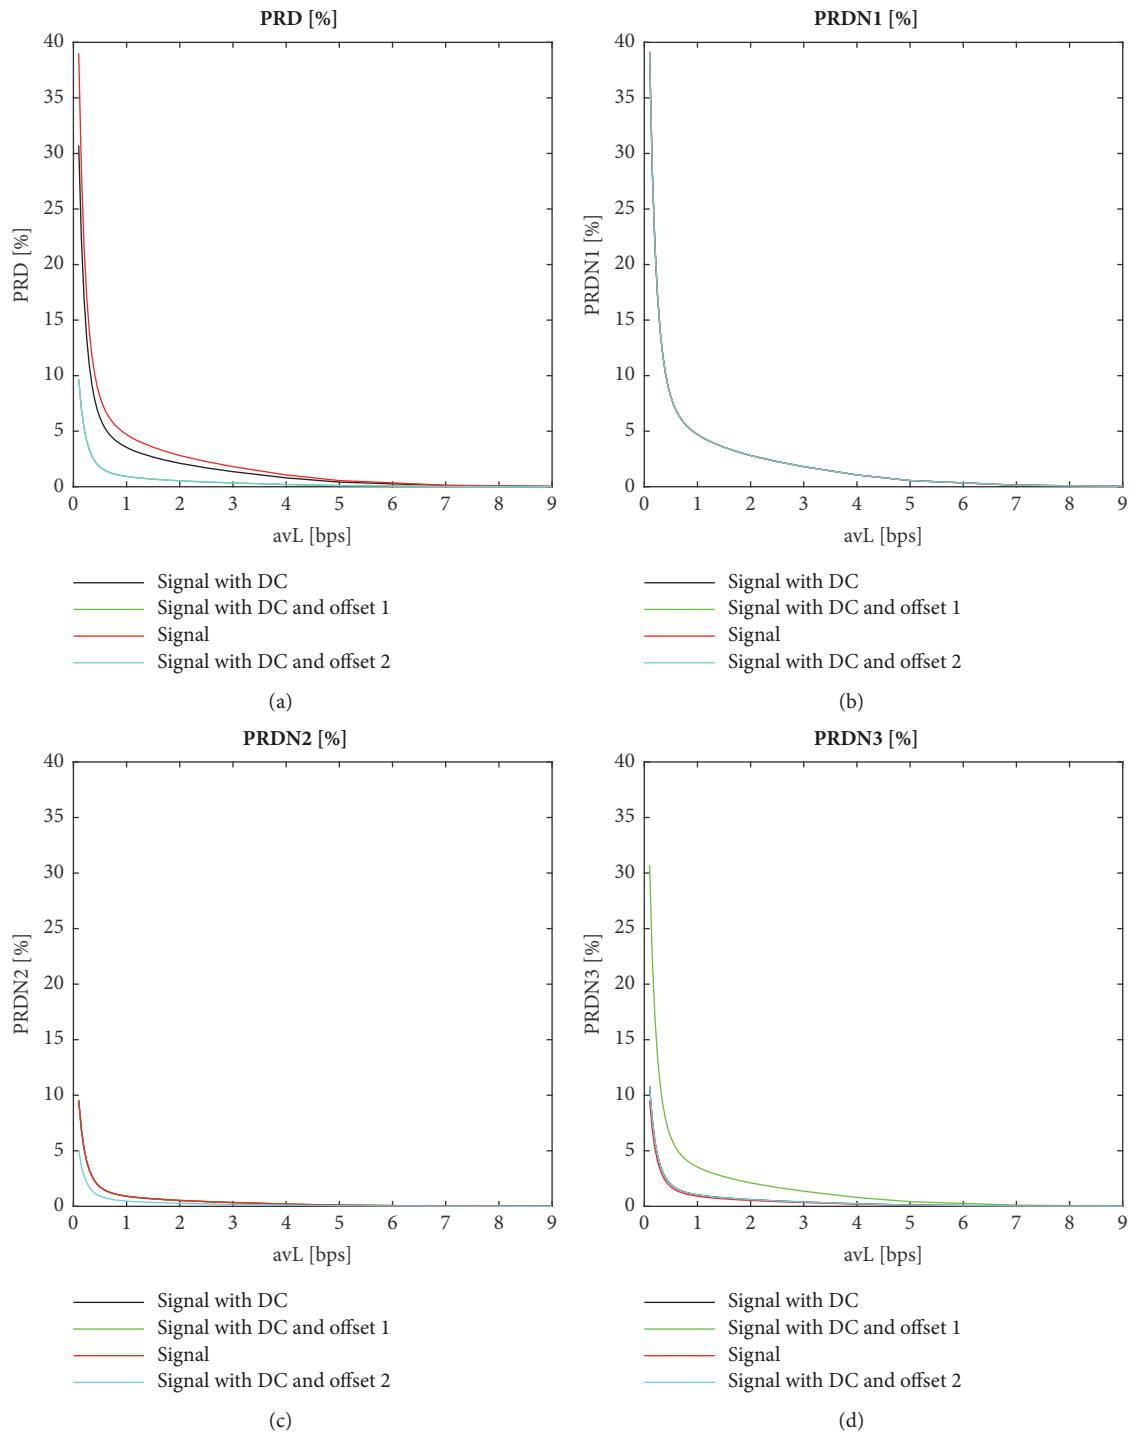 PRD [%]
40
35
30
25
20
15
10
5
0
PRD [%]
0 1 2 3 4 5 6 7 8 9
avL [bps]
Signal with DC
Signal with DC and offset 1
Signal
Signal with DC and offset 2
(a)
PRDN1 [%]
40
35
30
25
20
15
10
5
0
PRDN1 [%]
0 1 2 3 4 5 6 7 8 9
avL [bps]
Signal with DC
Signal with DC and offset 1
Signal
Signal with DC and offset 2
(b)
PRDN2 [%]
40
35
30
25
20
15
10
5
0
PRDN2 [%]
0 1 2 3 4 5 6 7 8 9
avL [bps]
Signal with DC
Signal with DC and offset 1
Signal
Signal with DC and offset 2
(c)
PRDN3 [%]
40
35
30
25
20
15
10
5
0
PRDN3 [%]
0 1 2 3 4 5 6 7 8 9
avL [bps]
Signal with DC
Signal with DC and offset 1
Signal
Signal with DC and offset 2
(d)